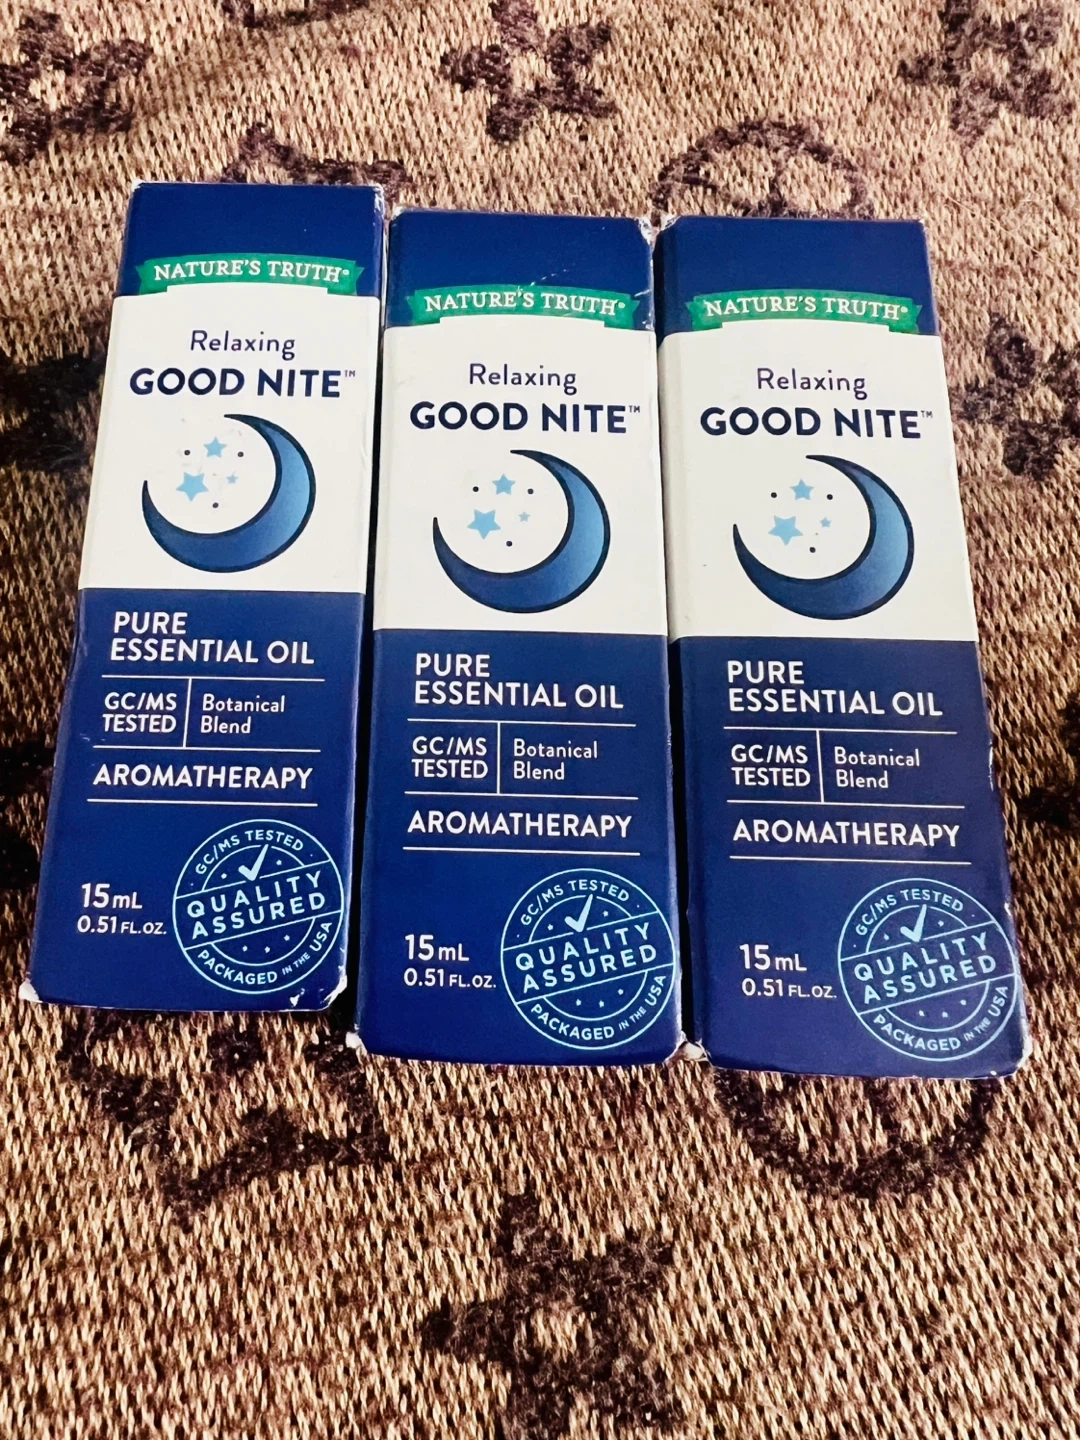 NATURE'S TRUTH®
Relaxing
GOOD NITE™
PURE
ESSENTIAL OIL
GC/MS
TESTED
Botanical
Blend
AROMATHERAPY
15mL
0.51 FL.OZ.
GC/MS TESTED
QUALITY
ASSURED
PACKAGED IN THE USA
NATURE'S TRUTH®
Relaxing
GOOD NITE™
PURE
ESSENTIAL OIL
GC/MS
TESTED
Botanical
Blend
AROMATHERAPY
15mL
0.51 FL.OZ.
GC/MS TESTED
QUALITY
ASSURED
PACKAGED IN THE USA
NATURE'S TRUTH®
Relaxing
GOOD NITE™
PURE
ESSENTIAL OIL
GC/MS
TESTED
Botanical
Blend
AROMATHERAPY
15mL
0.51 FL.OZ.
GC/MS TESTED
QUALITY
ASSURED
PACKAGED IN THE USA